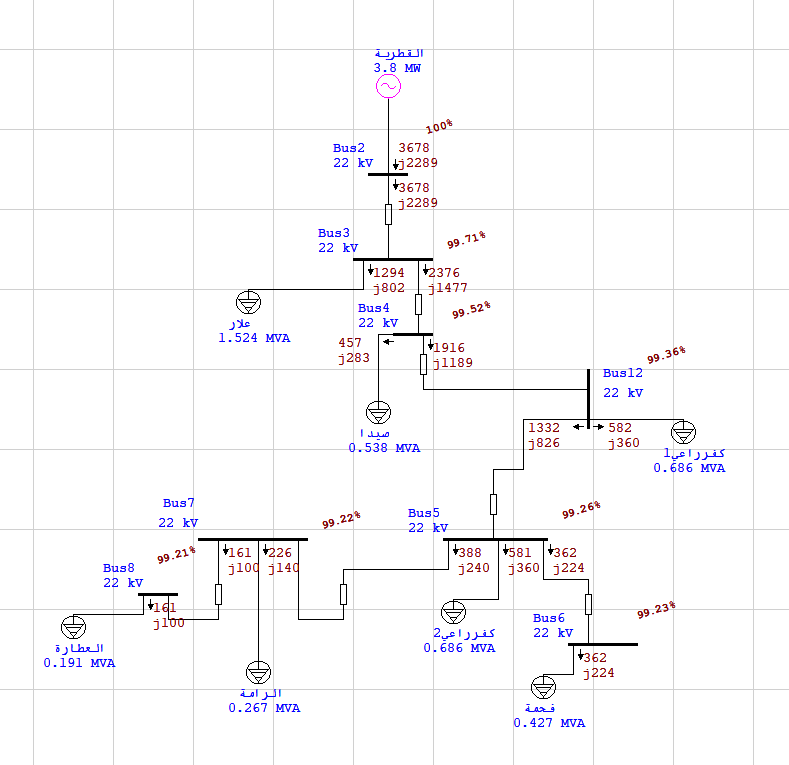 القطرية
3.8 MW
100%
Bus2
22 kV
3678
j2289
3678
j2289
Bus3
22 kV
99.71%
1294
j802
2376
j1477
علار
1.524 MVA
Bus4
22 kV
99.52%
457
j283
1916
j1189
صيدا
0.538 MVA
99.36%
Bus12
22 kV
1332
j826
582
j360
كفرراعي1
0.686 MVA
Bus7
22 kV
99.22%
Bus5
22 kV
99.26%
Bus8
22 kV
99.21%
161
j100
226
j140
388
j240
581
j360
362
j224
161
j100
العطارة
0.191 MVA
الرامة
0.267 MVA
كفرراعي2
0.686 MVA
Bus6
22 kV
99.23%
362
j224
فحمة
0.427 MVA